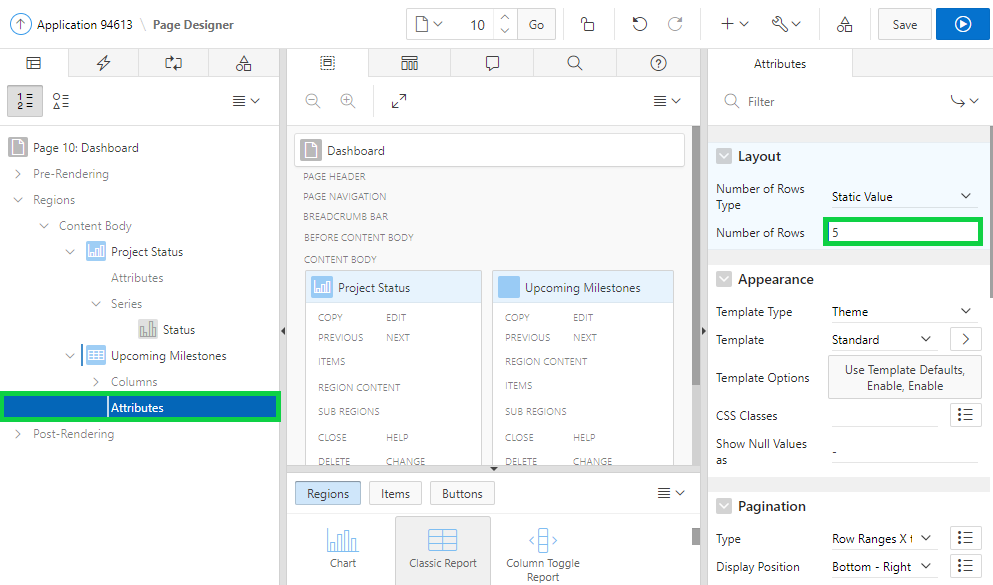 Application 94613 \ Page Designer
10
Go
Save
Page 10: Dashboard
Pre-Rendering
Regions
Content Body
Project Status
Attributes
Series
Status
Upcoming Milestones
Columns
Attributes
Post-Rendering
Dashboard
PAGE HEADER
PAGE NAVIGATION
BREADCRUMB BAR
BEFORE CONTENT BODY
CONTENT BODY
Project Status
COPY EDIT
PREVIOUS NEXT
ITEMS
REGION CONTENT
SUB REGIONS
CLOSE HELP
DELETE CHANGE
Upcoming Milestones
COPY EDIT
PREVIOUS NEXT
REGION CONTENT
ITEMS
SUB REGIONS
CLOSE HELP
DELETE CHANGE
Regions Items Buttons
Chart
Classic Report
Column Toggle
Report
Attributes
Filter
Layout
Number of Rows
Type
Static Value
Number of Rows 5
Appearance
Template Type Theme
Template Standard
Template Options
Use Template Defaults,
Enable, Enable
CSS Classes
Show Null Values
as
-
Pagination
Type Row Ranges X t
Display Position Bottom - Right